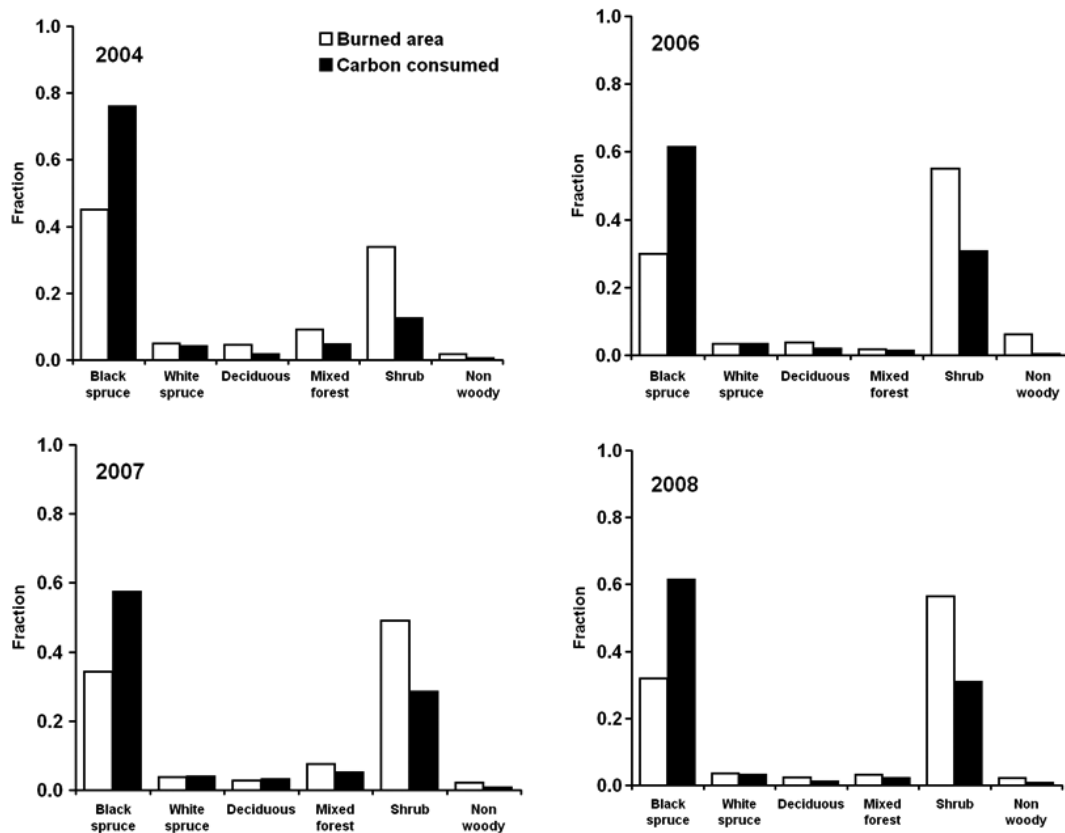 2004
Burned area
Carbon consumed
Fraction
1.0
0.8
0.6
0.4
0.2
0.0
Black spruce
White spruce
Deciduous
Mixed forest
Shrub
Non woody
2006
Fraction
1.0
0.8
0.6
0.4
0.2
0.0
Black spruce
White spruce
Deciduous
Mixed forest
Shrub
Non woody
2007
Fraction
1.0
0.8
0.6
0.4
0.2
0.0
Black spruce
White spruce
Deciduous
Mixed forest
Shrub
Non woody
2008
Fraction
1.0
0.8
0.6
0.4
0.2
0.0
Black spruce
White spruce
Deciduous
Mixed forest
Shrub
Non woody